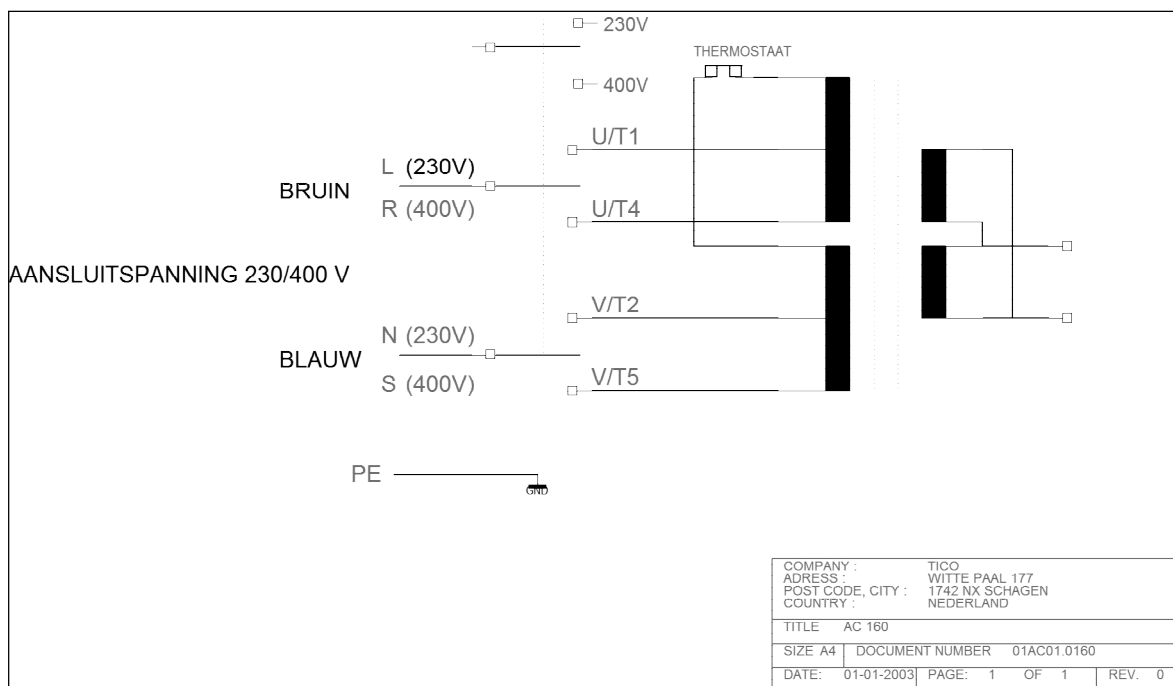 230V
THERMOSTAAT
400V
U/T1
L (230V)
BRUIN
R (400V)
U/T4
AANSLUITSPANNING 230/400 V
V/T2
N (230V)
BLAUW
S (400V)
V/T5
PE
GND
COMPANY : TICO
ADRESS : WITTE PAAL 177
POST CODE, CITY : 1742 NX SCHAGEN
COUNTRY : NEDERLAND
TITLE AC 160
SIZE A4 DOCUMENT NUMBER 01AC01.0160
DATE: 01-01-2003 PAGE: 1 OF 1 REV. 0